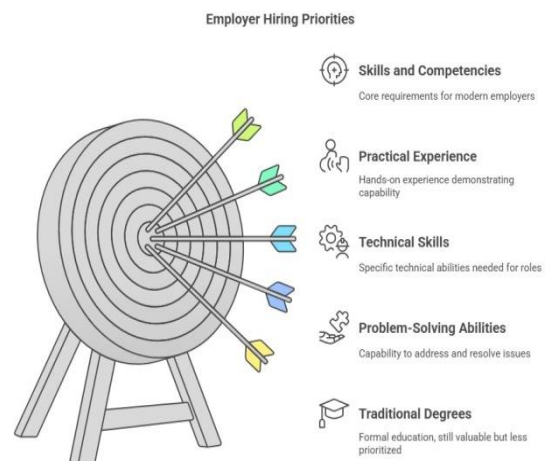 Employer Hiring Priorities
Skills and Competencies
Core requirements for modern employers
Practical Experience
Hands-on experience demonstrating
capability
Technical Skills
Specific technical abilities needed for roles
Problem-Solving Abilities
Capability to address and resolve issues
Traditional Degrees
Formal education, still valuable but less
prioritized